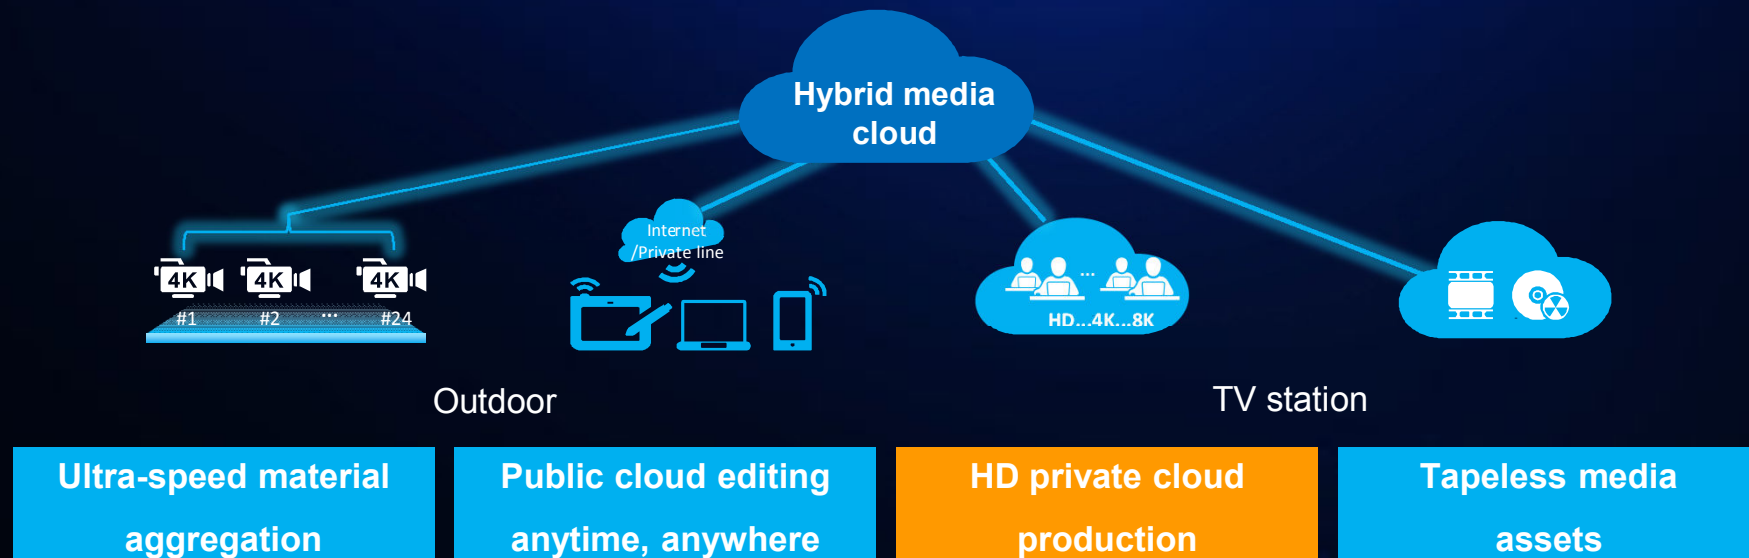 Hybrid media
cloud
Internet
/Private line
4K
4K
4K
#1
#2
...
#24
...
HD...4K...8K
Outdoor
TV station
Ultra-speed material
aggregation
Public cloud editing
anytime, anywhere
HD private cloud
production
Tapeless media
assets